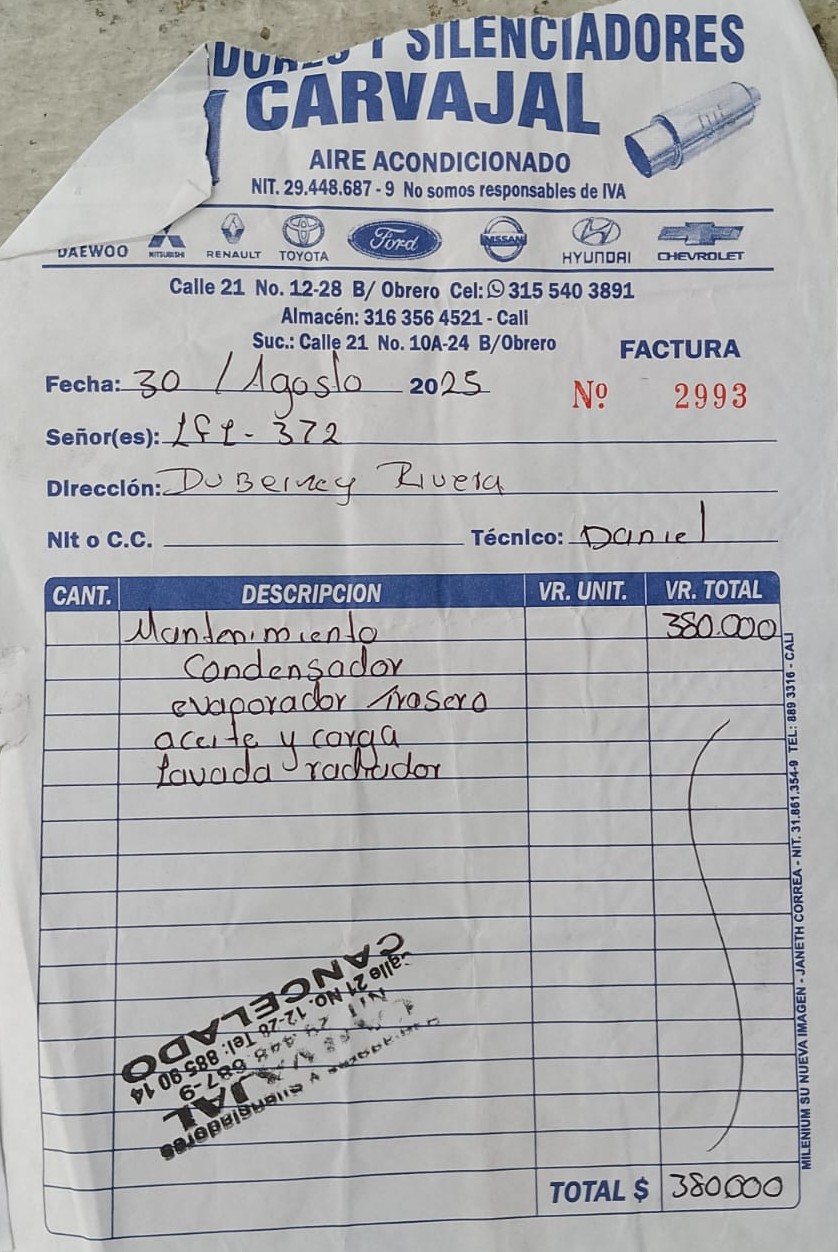 Y SILENCIADORES
CARVAJAL
AIRE ACONDICIONADO
NIT. 29.448.687 - 9 No somos responsables de IVA
DAEWOO MITSUBISHI RENAULT TOYOTA Ford NISSAN HYUNDAI CHEVROLET
Calle 21 No. 12-28 B/ Obrero Cel: 315 540 3891
Almacén: 316 356 4521 - Cali
Suc.: Calle 21 No. 10A-24 B/Obrero
FACTURA
Fecha: 30 / Agosto 2025
Nº 2993
Señor(es): - 372
Dirección: DuBerney Rivera
Nit o C.C. Técnico: Daniel
CANT. DESCRIPCION VR. UNIT. VR. TOTAL
Mantenimiento 380.000
Condensador
evaporador trasero
aceite y carga
lavada radiador
CANCELADO
Calle 21 No. 12-28 Tel: 885 90 14
silenciadores
TOTAL $ 380000
MILENIUM SU NUEVA IMAGEN - JANETH CORREA - NIT. 31.861.354-9 TEL: 889 3316 - CALI